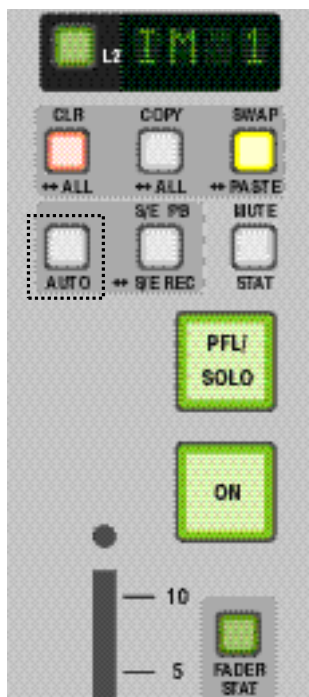 L2 IM 1
CLR COPY SWAP
↔ ALL ↔ ALL ↔ PASTE
S/E PB MUTE
AUTO ↔ S/E REC STAT
PFL/
SOLO
ON
10
5
FADER
STAT